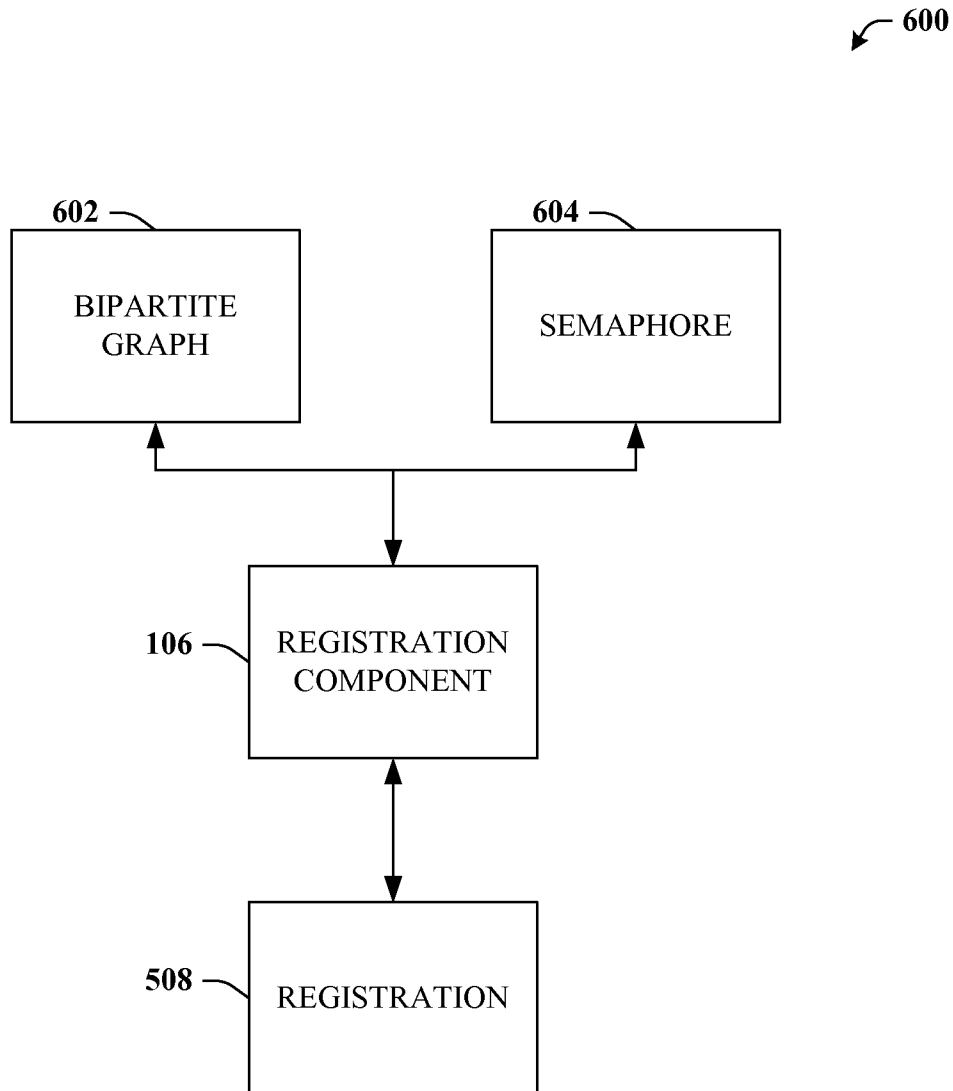 600
602
604
BIPARTITE
GRAPH
SEMAPHORE
106
REGISTRATION
COMPONENT
508
REGISTRATION